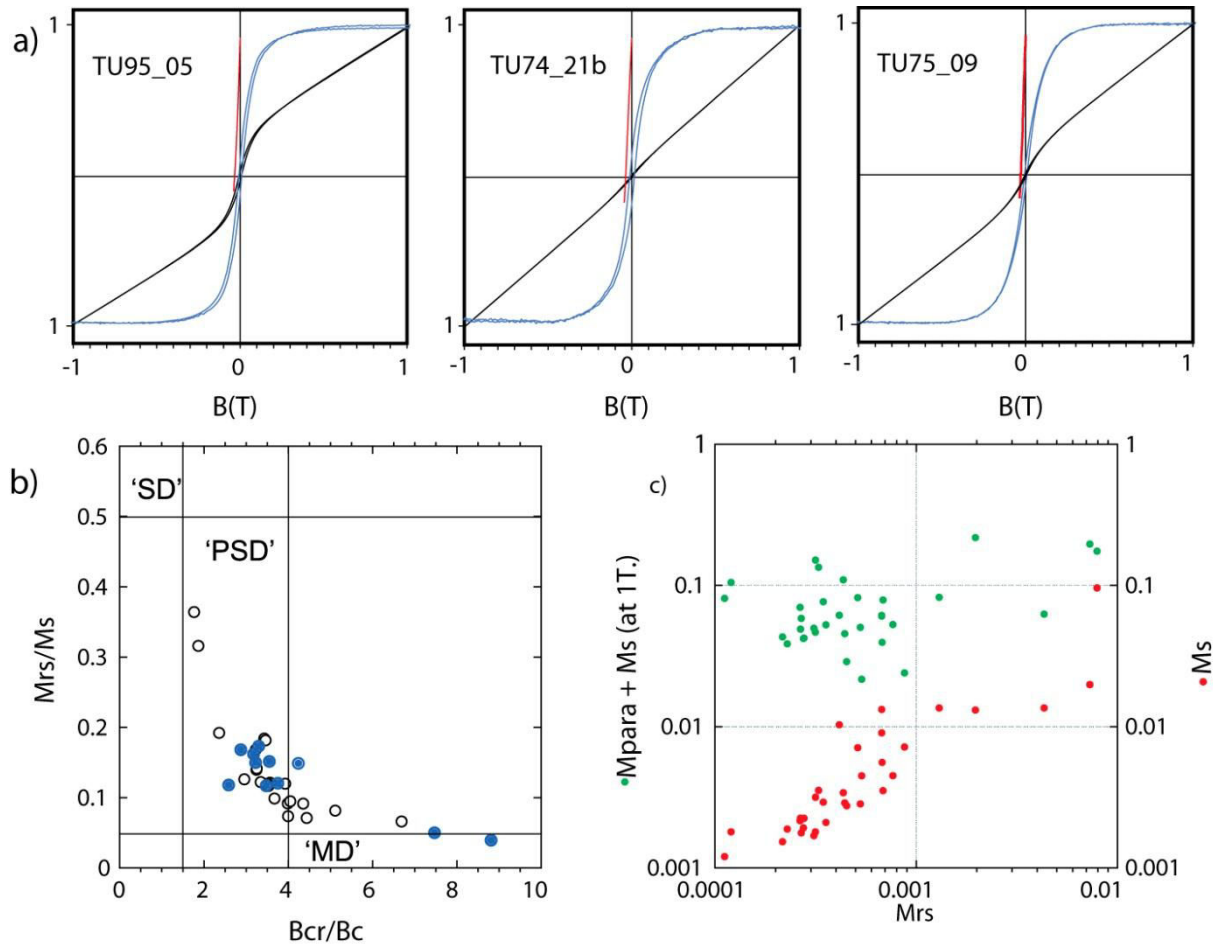 a)
TU95_05
TU74_21b
TU75_09
1
1
1
1
1
1
-1 0 1
-1 0 1
-1 0 1
B(T)
B(T)
B(T)
b)
0.6
0.5
0.4
0.3
0.2
0.1
0
'SD'
'PSD'
'MD'
Mrs/Ms
0 2 4 6 8 10
Bcr/Bc
c)
1
0.1
0.01
0.001
Mpara + Ms (at 1T.)
1
0.1
0.01
0.001
Ms
0.0001 0.001 0.01
Mrs